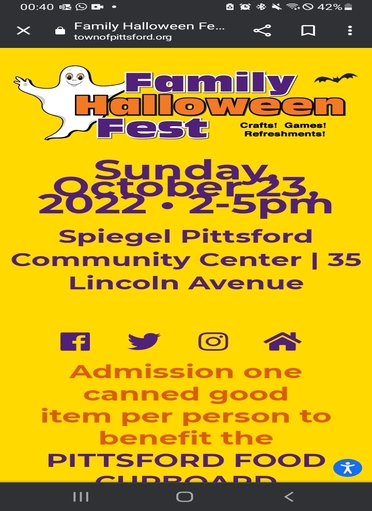 00:40
42%
Family Halloween Fe...
townofpittsford.org
Family
Halloween
Fest
Crafts! Games!
Refreshments!
Sunday,
October 23,
2022 • 2-5pm
Spiegel Pittsford
Community Center | 35
Lincoln Avenue
Admission one
canned good
item per person to
benefit the
PITTSFORD FOOD
CUPBOARD